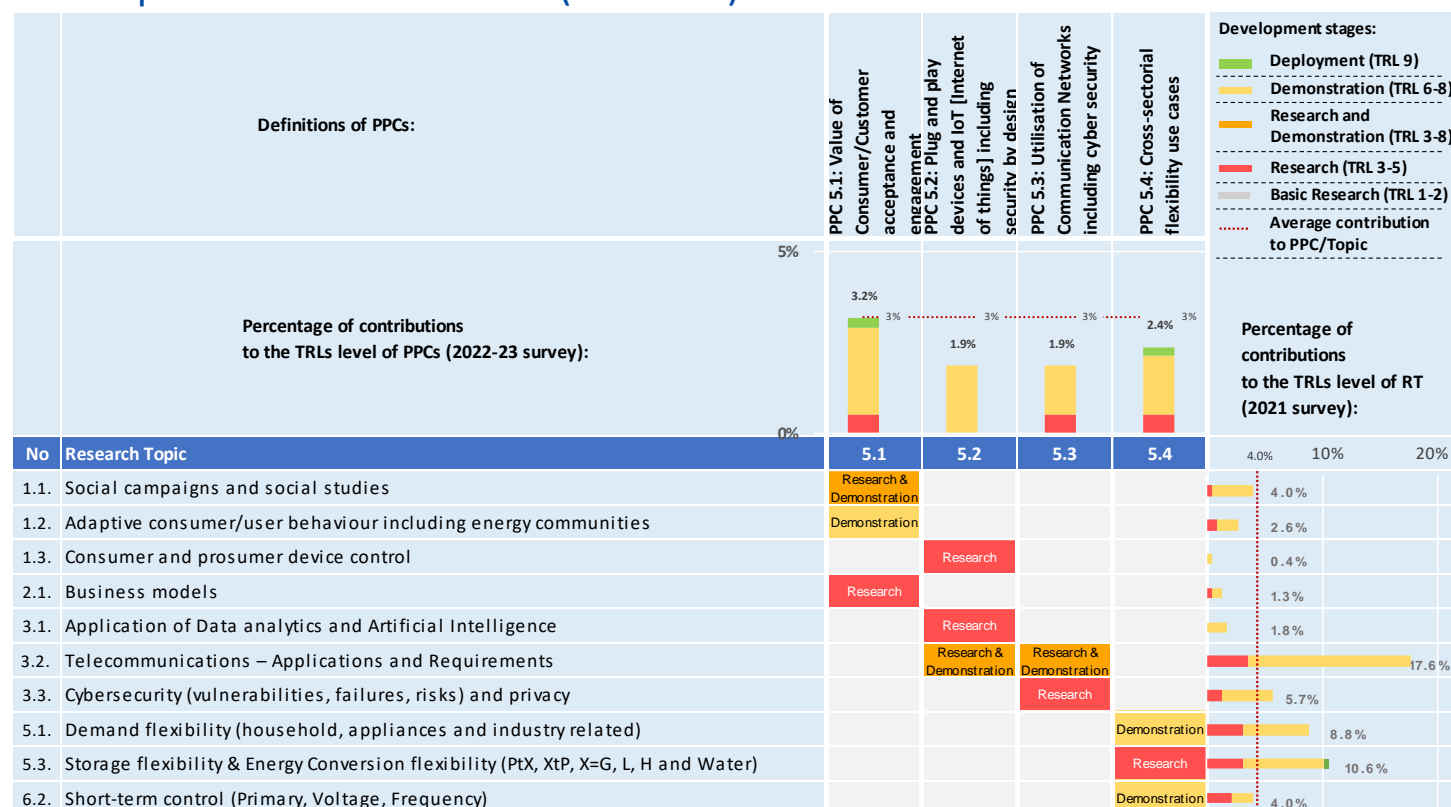 Definitions of PPCs:
PPC 5.1: Value of
Consumer/Customer
acceptance and
engagement
PPC 5.2: Plug and play
devices and IoT [Internet
of things] including
security by design
PPC 5.3: Utilisation of
Communication Networks
including cyber security
PPC 5.4: Cross-sectorial
flexibility use cases
Development stages:
Deployment (TRL 9)
Demonstration (TRL 6-8)
Research and
Demonstration (TRL 3-8)
Research (TRL 3-5)
Basic Research (TRL 1-2)
Average contribution
to PPC/Topic
Percentage of contributions
to the TRLs level of PPCs (2022-23 survey):
5%
0%
3.2%
3%
1.9%
3%
1.9%
3%
2.4%
3%
Percentage of
contributions
to the TRLs level of RT
(2021 survey):
No Research Topic 5.1 5.2 5.3 5.4 4.0% 10% 20%
1.1. Social campaigns and social studies Research & Demonstration 4.0%
1.2. Adaptive consumer/user behaviour including energy communities Demonstration 2.6%
1.3. Consumer and prosumer device control Research 0.4%
2.1. Business models Research 1.3%
3.1. Application of Data analytics and Artificial Intelligence Research 1.8%
3.2. Telecommunications – Applications and Requirements Research & Demonstration Research & Demonstration 17.6%
3.3. Cybersecurity (vulnerabilities, failures, risks) and privacy Research 5.7%
5.1. Demand flexibility (household, appliances and industry related) Demonstration 8.8%
5.3. Storage flexibility & Energy Conversion flexibility (PtX, XtP, X=G, L, H and Water) Research 10.6%
6.2. Short-term control (Primary, Voltage, Frequency) Demonstration 4.0%